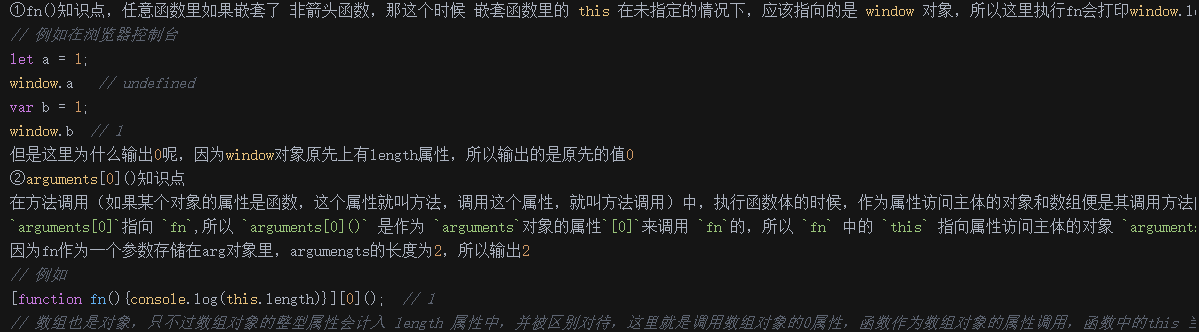 ①fn()知识点，任意函数里如果嵌套了 非箭头函数，那这个时候 嵌套函数里的 this 在未指定的情况下，应该指向的是 window 对象，所以这里执行fn会打印window.l
// 例如在浏览器控制台
let a = 1;
window.a   // undefined
var b = 1;
window.b  // 1
但是这里为什么输出0呢，因为window对象原先上有length属性，所以输出的是原先的值0
②arguments[0]()知识点
在方法调用（如果某个对象的属性是函数，这个属性就叫方法，调用这个属性，就叫方法调用）中，执行函数体的时候，作为属性访问主体的对象和数组便是其调用方法
`arguments[0]`指向 `fn`,所以 `arguments[0]()` 是作为 `arguments`对象的属性`[0]`来调用 `fn`的，所以 `fn` 中的 `this` 指向属性访问主体的对象 `arguments
因为fn作为一个参数存储在arg对象里，argumengts的长度为2，所以输出2
// 例如
[function fn(){console.log(this.length)}][0]();  // 1
// 数组也是对象，只不过数组对象的整型属性会计入 length 属性中，并被区别对待，这里就是调用数组对象的0属性，函数作为数组对象的属性调用，函数中的this